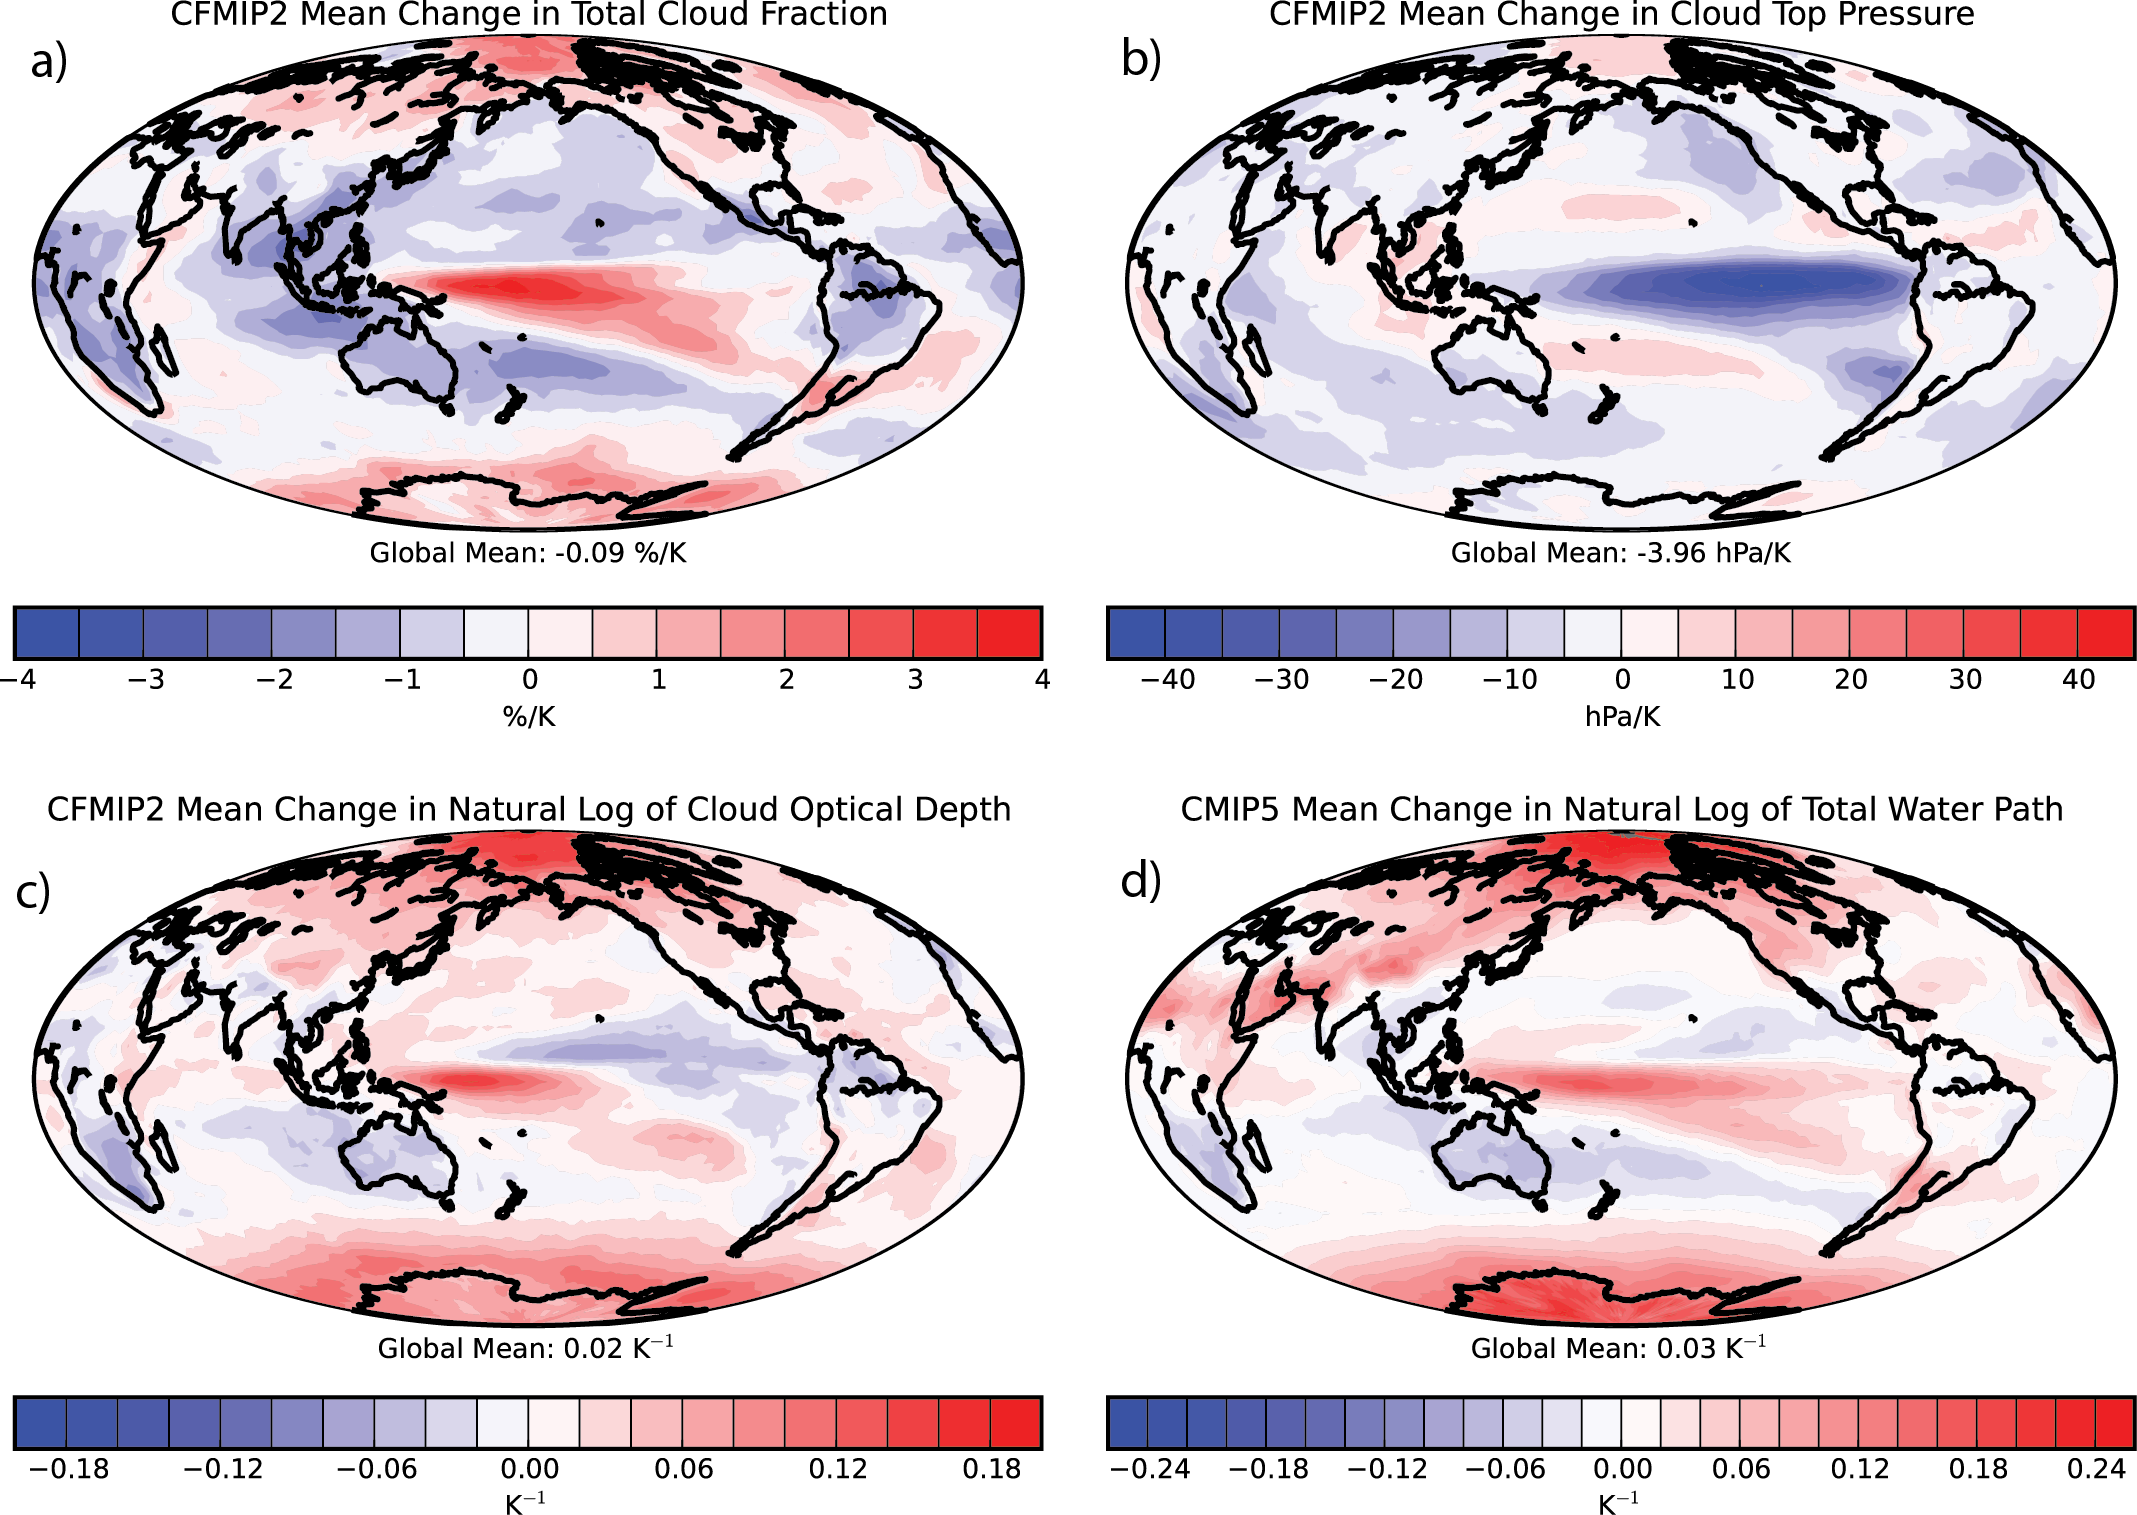 CFMIP2 Mean Change in Total Cloud Fraction
a)
Global Mean: -0.09 %/K
−4 −3 −2 −1 0 1 2 3 4
%/K
CFMIP2 Mean Change in Cloud Top Pressure
b)
Global Mean: -3.96 hPa/K
−40 −30 −20 −10 0 10 20 30 40
hPa/K
CFMIP2 Mean Change in Natural Log of Cloud Optical Depth
c)
Global Mean: 0.02 K⁻¹
−0.18 −0.12 −0.06 0.00 0.06 0.12 0.18
K⁻¹
CMIP5 Mean Change in Natural Log of Total Water Path
d)
Global Mean: 0.03 K⁻¹
−0.24 −0.18 −0.12 −0.06 0.00 0.06 0.12 0.18 0.24
K⁻¹